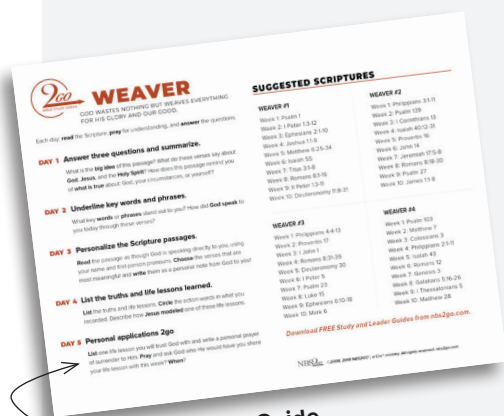 2GO
WEAVER
GOD WASTES NOTHING BUT WEAVES EVERYTHING
FOR HIS GLORY AND OUR GOOD.
Each day, read the Scripture, pray for understanding, and answer the questions
DAY 1 Answer three questions and summarize.
What is the big idea of this passage? What do these verses say about
God, Jesus, and the Holy Spirit? How does this passage remind you
of what is true about God, your circumstances, or yourself?
DAY 2 Underline key words and phrases.
What key words or phrases stand out to you? How did God speak to
you today through these verses?
DAY 3 Personalize the Scripture passages.
Read the passage as though God is speaking directly to you, using
your name and first person pronouns. Choose the verses that are
most meaningful and write them as a personal note from God to you!
DAY 4 List the truths and life lessons learned.
List the truths and life lessons. Circle the action words in what you
recorded. Describe how Jesus modeled one of these life lessons.
DAY 5 Personal applications 2go
List one life lesson you will trust God with and write a personal prayer
of surrender to Him. Pray and ask God who He would have you share
your life lesson with this week? When?
SUGGESTED SCRIPTURES
WEAVER #1
Week 1: Psalm 1
Week 2: I Peter 1:3-12
Week 3: Ephesians 2:1-10
Week 4: Joshua 1:1-9
Week 5: Matthew 6:25-34
Week 6: Isaiah 55
Week 7: Titus 3:1-8
Week 8: Romans 8:1-16
Week 9: II Peter 1:3-11
Week 10: Deuteronomy 11:8-31
WEAVER #2
Week 1: Philippians 3:1-11
Week 2: Psalm 139
Week 3: I Corinthians 13
Week 4: Isaiah 40:12-31
Week 5: Proverbs 16
Week 6: John 14
Week 7: Jeremiah 17:5-8
Week 8: Romans 8:18-30
Week 9: Psalm 27
Week 10: James 1:1-8
WEAVER #3
Week 1: Philippians 4:4-13
Week 2: Proverbs 17
Week 3: I John 1
Week 4: Romans 8:31-39
Week 5: Deuteronomy 30
Week 6: I Peter 5
Week 7: Psalm 23
Week 8: Luke 15
Week 9: Ephesians 6:10-18
Week 10: Mark 6
WEAVER #4
Week 1: Psalm 103
Week 2: Matthew 7
Week 3: Colossians 3
Week 4: Philippians 2:1-11
Week 5: Isaiah 43
Week 6: Romans 12
Week 7: Genesis 3
Week 8: Galatians 5:16-26
Week 9: I Thessalonians 5
Week 10: Matthew 28
Download FREE Study and Leader Guides from nbs2go.com.
NBS2GO
All rights reserved. nbs2go.com
Guide